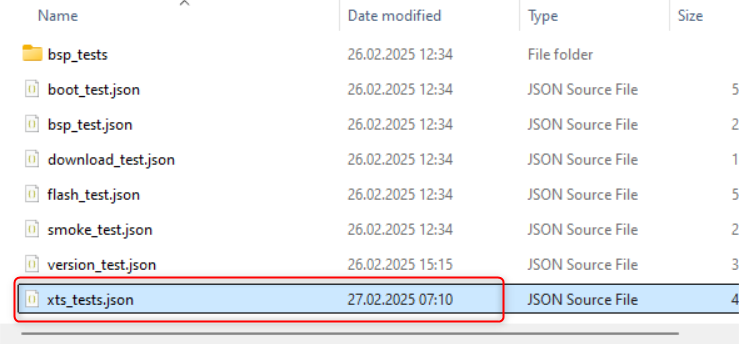 Name Date modified Type Size
bsp_tests 26.02.2025 12:34 File folder
boot_test.json 26.02.2025 12:34 JSON Source File 5
bsp_test.json 26.02.2025 12:34 JSON Source File 2
download_test.json 26.02.2025 12:34 JSON Source File 1
flash_test.json 26.02.2025 12:34 JSON Source File 5
smoke_test.json 26.02.2025 12:34 JSON Source File 2
version_test.json 26.02.2025 15:15 JSON Source File 3
xts_tests.json 27.02.2025 07:10 JSON Source File 4